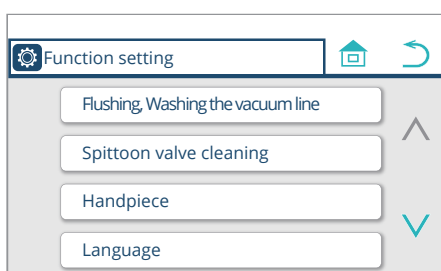 Function setting
Flushing, Washing the vacuum line
Spittoon valve cleaning
Handpiece
Language